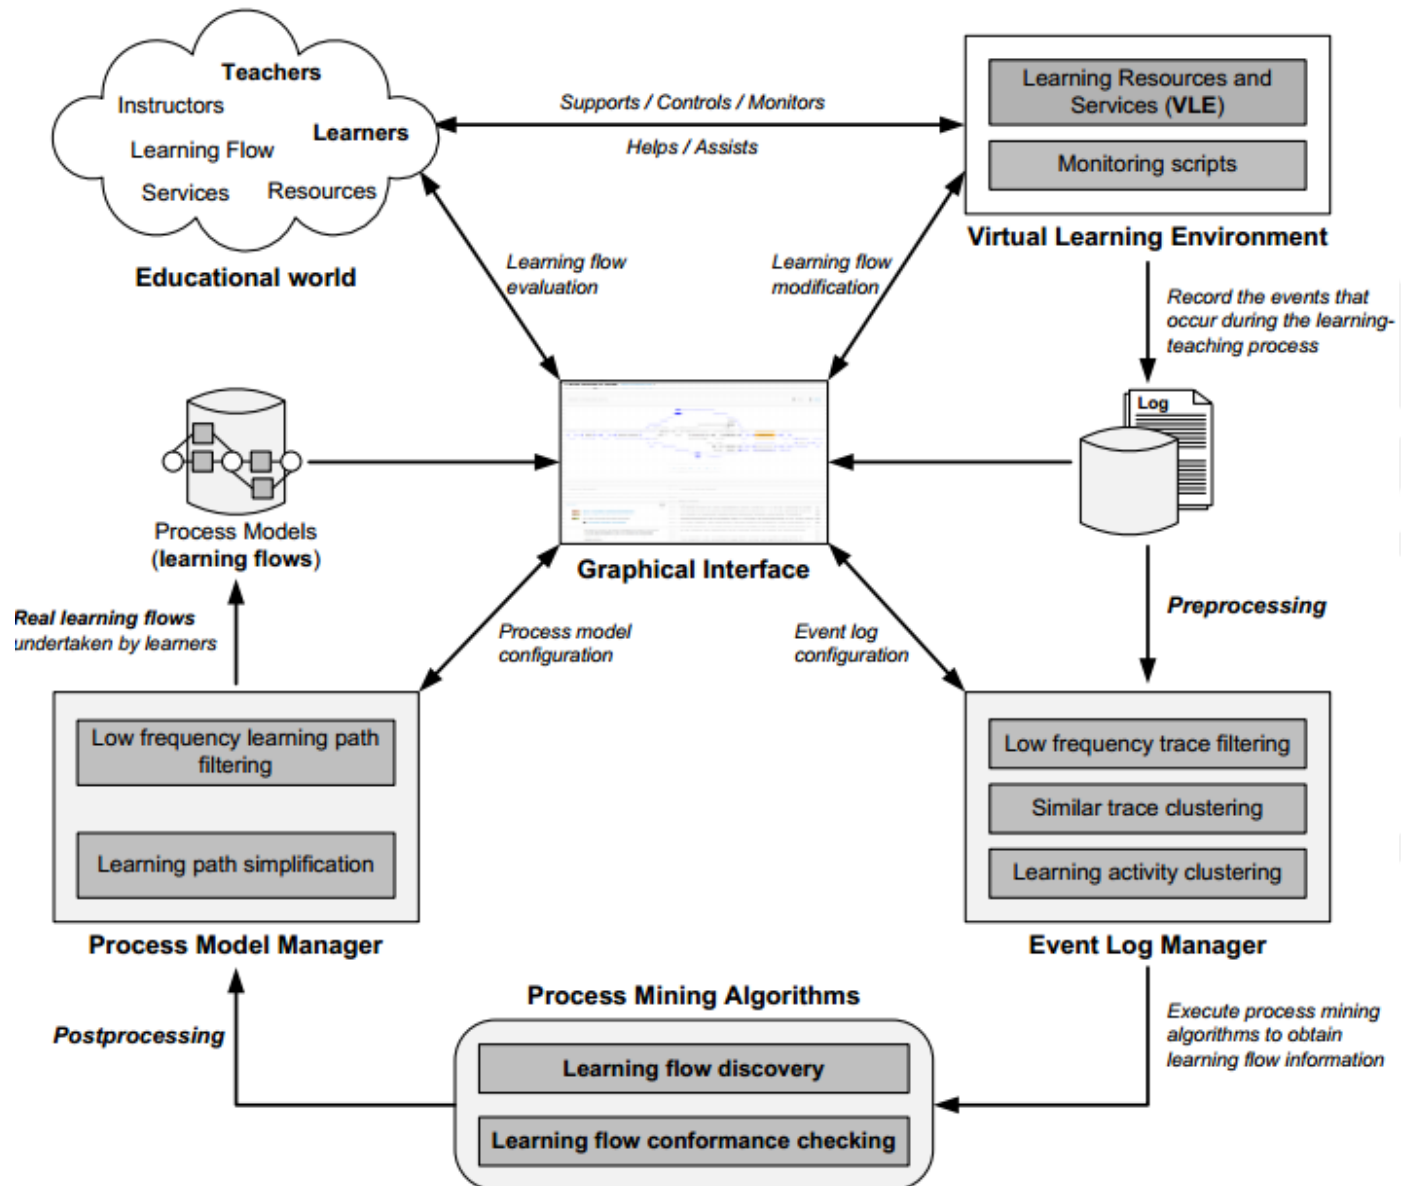 Teachers
Instructors
Learners
Learning Flow
Services
Resources
Educational world
Supports / Controls / Monitors
Helps / Assists
Learning Resources and
Services (VLE)
Monitoring scripts
Virtual Learning Environment
Learning flow
evaluation
Learning flow
modification
Record the events that
occur during the learning-
teaching process
Log
Process Models
(learning flows)
Graphical Interface
Real learning flows
undertaken by learners
Process model
configuration
Event log
configuration
Preprocessing
Low frequency learning path
filtering
Learning path simplification
Process Model Manager
Low frequency trace filtering
Similar trace clustering
Learning activity clustering
Event Log Manager
Process Mining Algorithms
Postprocessing
Learning flow discovery
Learning flow conformance checking
Execute process mining
algorithms to obtain
learning flow information